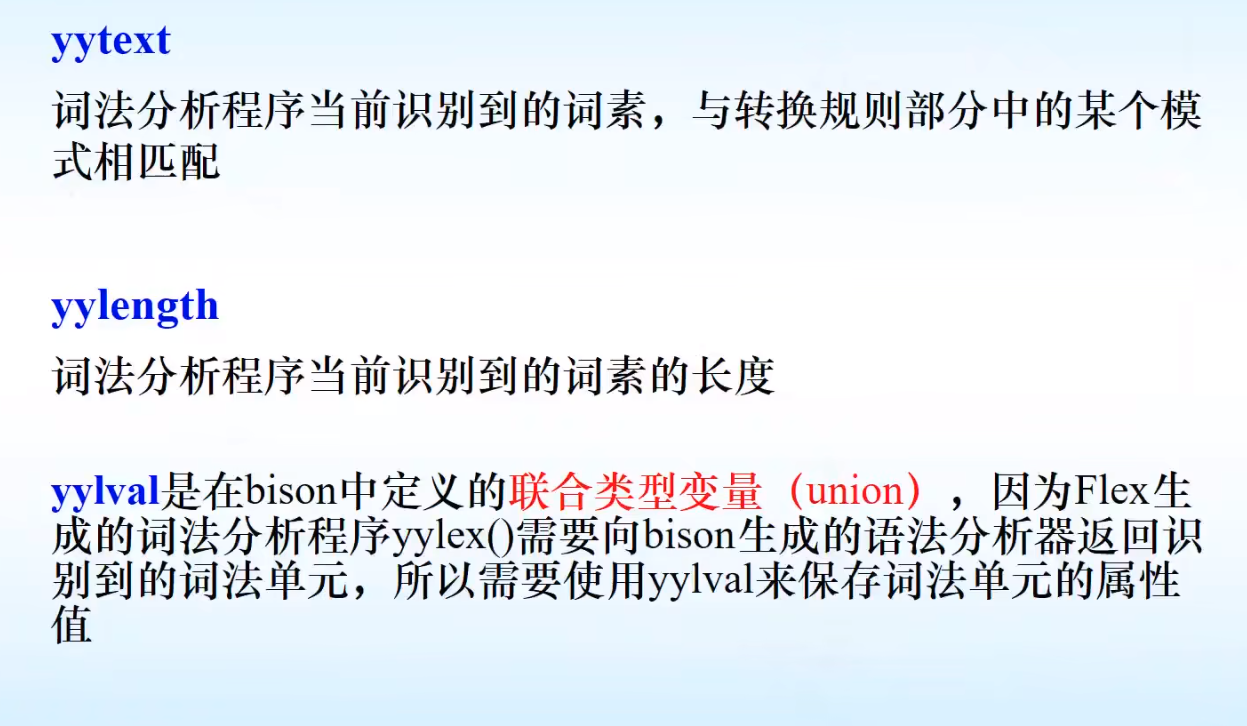 yytext
词法分析程序当前识别到的词素，与转换规则部分中的某个模
式相匹配
yylength
词法分析程序当前识别到的词素的长度
yylval是在bison中定义的联合类型变量（union），因为Flex生
成的词法分析程序yylex()需要向bison生成的语法分析器返回识
别到的词法单元，所以需要使用yylval来保存词法单元的属性
值